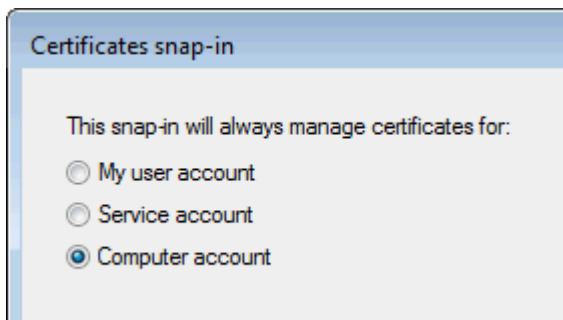 Certificates snap-in
This snap-in will always manage certificates for:
My user account
Service account
Computer account